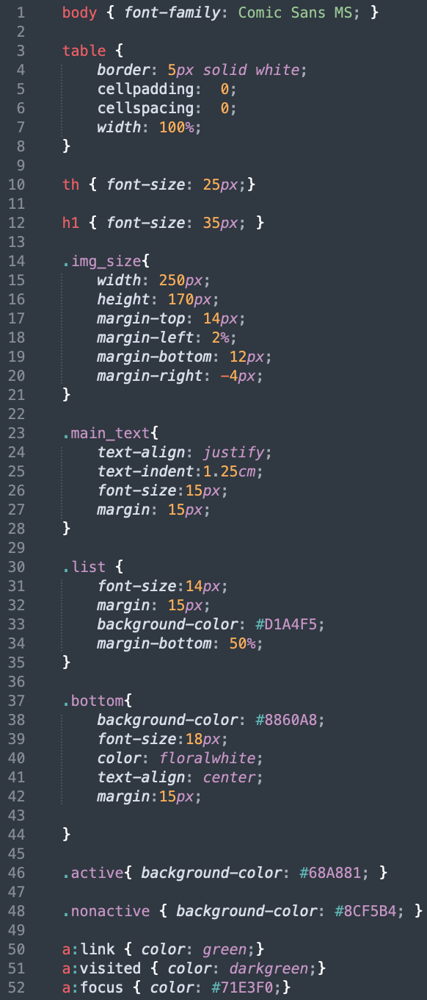 1 body { font-family: Comic Sans MS; }
2
3 table {
4     border: 5px solid white;
5     cellpadding:  0;
6     cellspacing:  0;
7     width: 100%;
8 }
9
10 th { font-size: 25px;}
11
12 h1 { font-size: 35px; }
13
14 .img_size{
15     width: 250px;
16     height: 170px;
17     margin-top: 14px;
18     margin-left: 2%;
19     margin-bottom: 12px;
20     margin-right: -4px;
21 }
22
23 .main_text{
24     text-align: justify;
25     text-indent:1.25cm;
26     font-size:15px;
27     margin: 15px;
28 }
29
30 .list {
31     font-size:14px;
32     margin: 15px;
33     background-color: #D1A4F5;
34     margin-bottom: 50%;
35 }
36
37 .bottom{
38     background-color: #8860A8;
39     font-size:18px;
40     color: floralwhite;
41     text-align: center;
42     margin:15px;
43
44 }
45
46 .active{ background-color: #68A881; }
47
48 .nonactive { background-color: #8CF5B4; }
49
50 a:link { color: green;}
51 a:visited { color: darkgreen;}
52 a:focus { color: #71E3F0;}